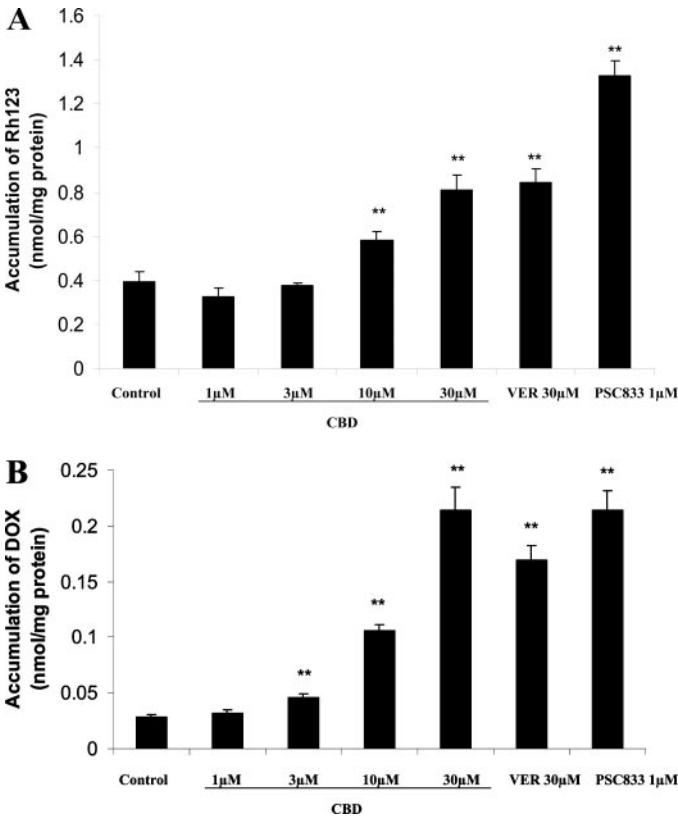 A
Accumulation of Rh123
(nmol/mg protein)
1.6
1.4
1.2
1
0.8
0.6
0.4
0.2
0
**
**
**
**
Control
1µM
3µM
10µM
30µM
VER 30µM
PSC833 1µM
CBD
B
Accumulation of DOX
(nmol/mg protein)
0.25
0.2
0.15
0.1
0.05
0
**
**
**
**
**
Control
1µM
3µM
10µM
30µM
VER 30µM
PSC833 1µM
CBD